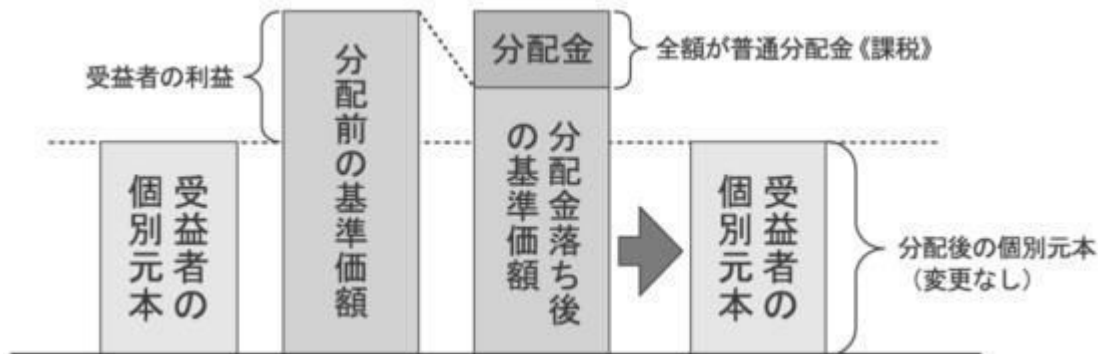 受益者の利益
受益者の
個別元本
分配前の基準価額
分配金
分配金落ち後
の基準価額
全額が普通分配金《課税》
受益者の
個別元本
分配後の個別元本
(変更なし)